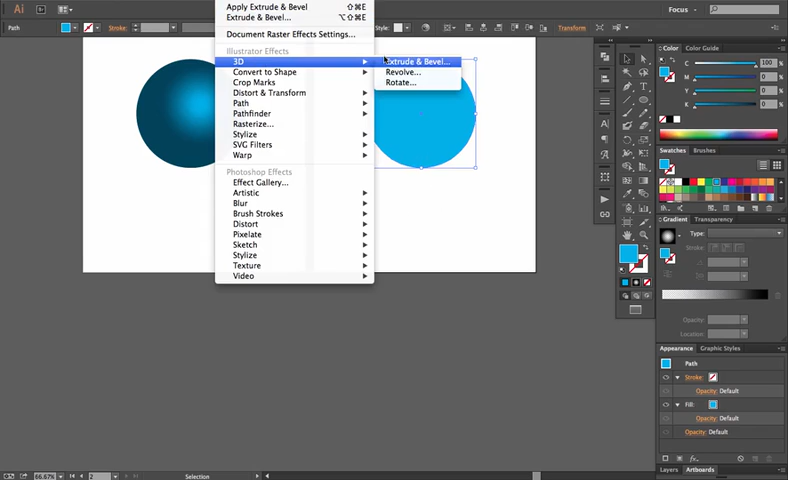 Ai
Br
Focus
Path
Stroke:
Style:
Transform
Apply Extrude & Bevel ⇧⌘E
Extrude & Bevel... ⌥⇧⌘E
Document Raster Effects Settings...
Illustrator Effects
3D
Convert to Shape
Crop Marks
Distort & Transform
Path
Pathfinder
Rasterize...
Stylize
SVG Filters
Warp
Photoshop Effects
Effect Gallery...
Artistic
Blur
Brush Strokes
Distort
Pixelate
Sketch
Stylize
Texture
Video
Extrude & Bevel...
Revolve...
Rotate...
Color Color Guide
C 100 %
M %
Y %
K %
Swatches Brushes
Gradient Transparency
Type:
Stroke:
Opacity:
Location:
Appearance Graphic Styles
Path
Stroke:
Opacity: Default
Fill:
Opacity: Default
Opacity: Default
fx
Layers Artboards
66.67% 2 Selection